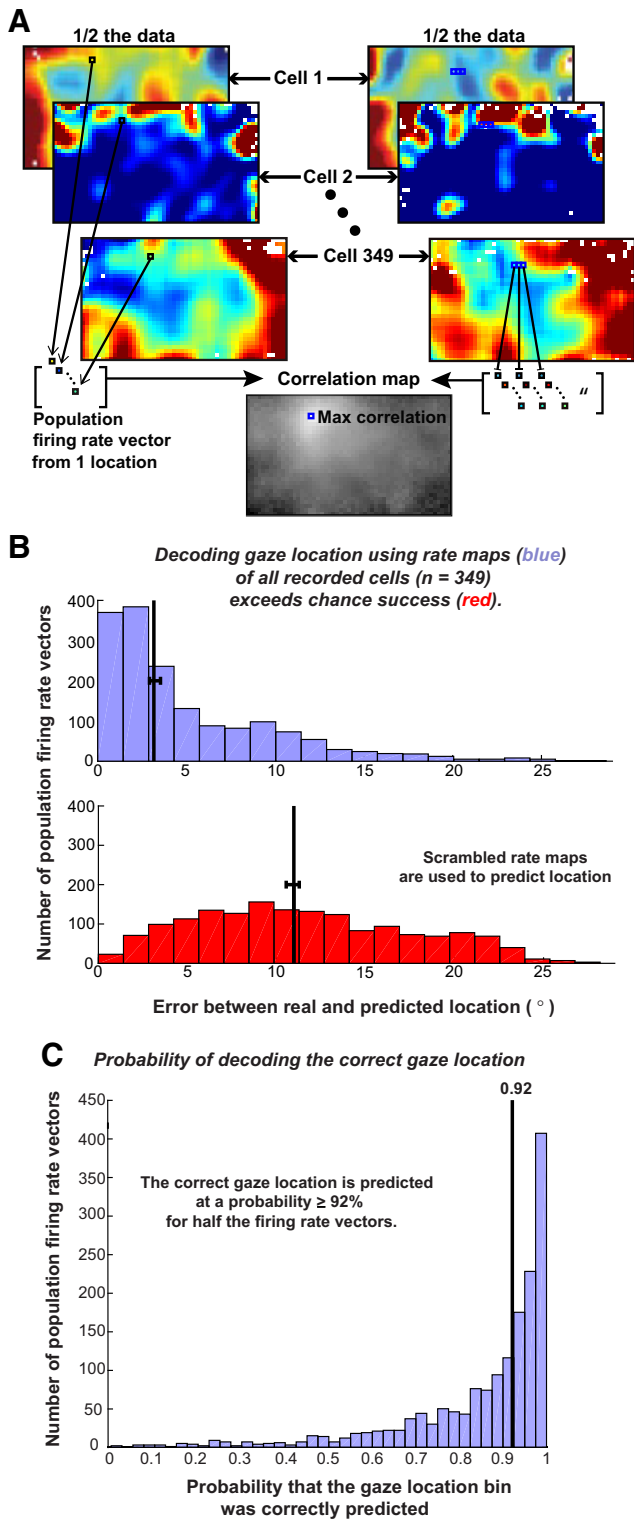 A
1/2 the data
1/2 the data
Cell 1
Cell 2
Cell 349
Correlation map
Population
firing rate vector
from 1 location
"
Max correlation
B
Decoding gaze location using rate maps (blue)
of all recorded cells (n = 349)
exceeds chance success (red).
Number of population firing rate vectors
400
300
200
100
0
0 5 10 15 20 25
400
300
200
100
0
Scrambled rate maps
are used to predict location
0 5 10 15 20 25
Error between real and predicted location ( ° )
C
Probability of decoding the correct gaze location
0.92
Number of population firing rate vectors
450
400
350
300
250
200
150
100
50
0
The correct gaze location is predicted
at a probability ≥ 92%
for half the firing rate vectors.
0 0.1 0.2 0.3 0.4 0.5 0.6 0.7 0.8 0.9 1
Probability that the gaze location bin
was correctly predicted